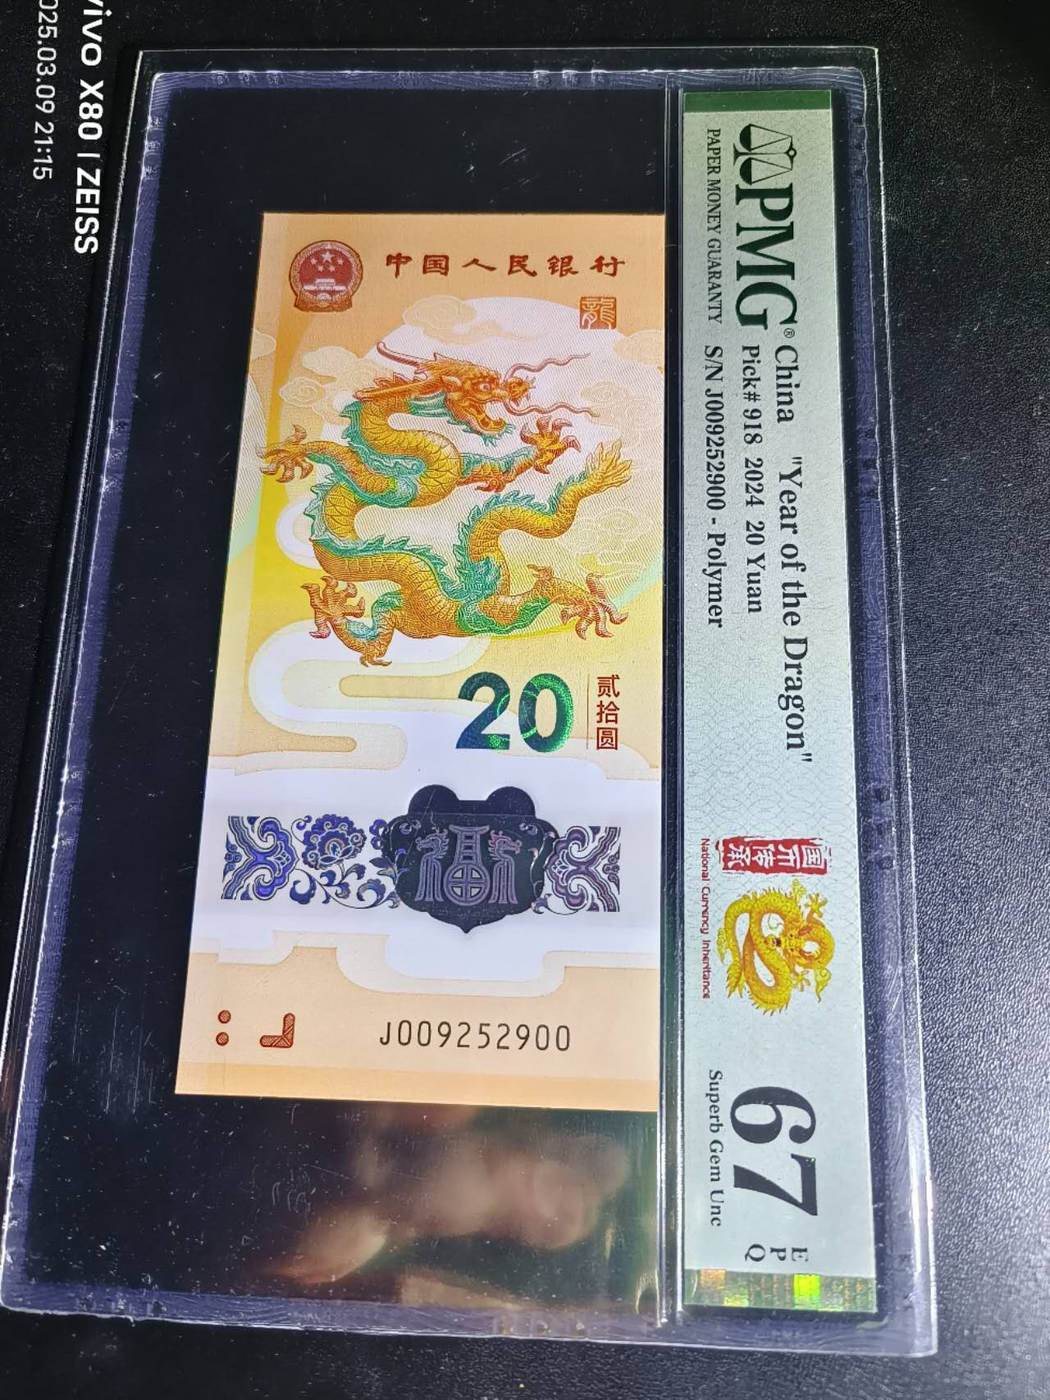 vivo X80 | ZEISS
025.03.09 21:15
中国人民银行
龍
20
贰拾圆
J009252900
PMG®
PAPER MONEY GUARANTY
China "Year of the Dragon"
Pick# 918 2024 20 Yuan
S/N J009252900 - Polymer
国币传承
National Currency Inheritance
67
EPQ
Superb Gem Unc